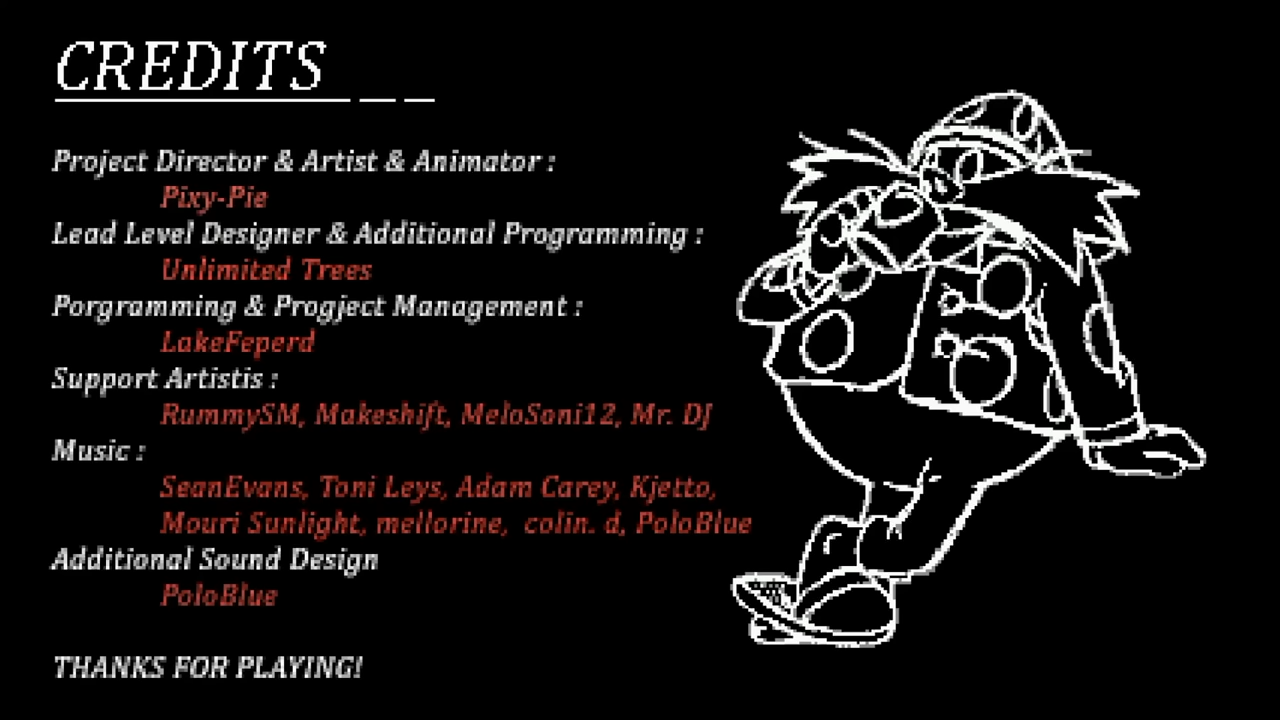 CREDITS
Project Director & Artist & Animator :
Pixy-Pie
Lead Level Designer & Additional Programming :
Unlimited Trees
Porgramming & Progject Management :
LakeFeperd
Support Artistis :
RummySM, Makeshift, MeloSoni12, Mr. DJ
Music :
SeanEvans, Toni Leys, Adam Carey, Kjetto,
Mouri Sunlight, mellorine, colin. d, PoloBlue
Additional Sound Design
PoloBlue
THANKS FOR PLAYING!